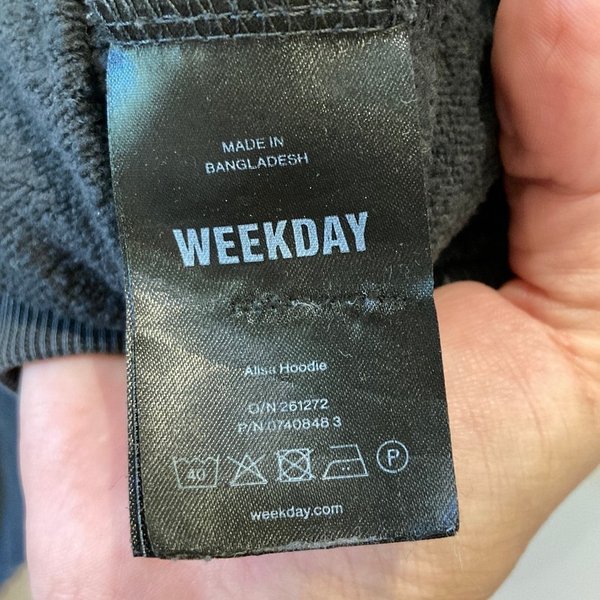 MADE IN
BANGLADESH
WEEKDAY
Alisa Hoodie
O/N 261272
P/N 0740848 3
40 P
weekday.com